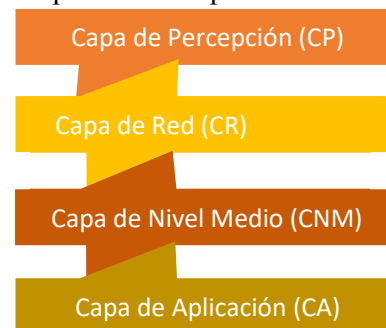 Capa de Percepción (CP)
Capa de Red (CR)
Capa de Nivel Medio (CNM)
Capa de Aplicación (CA)